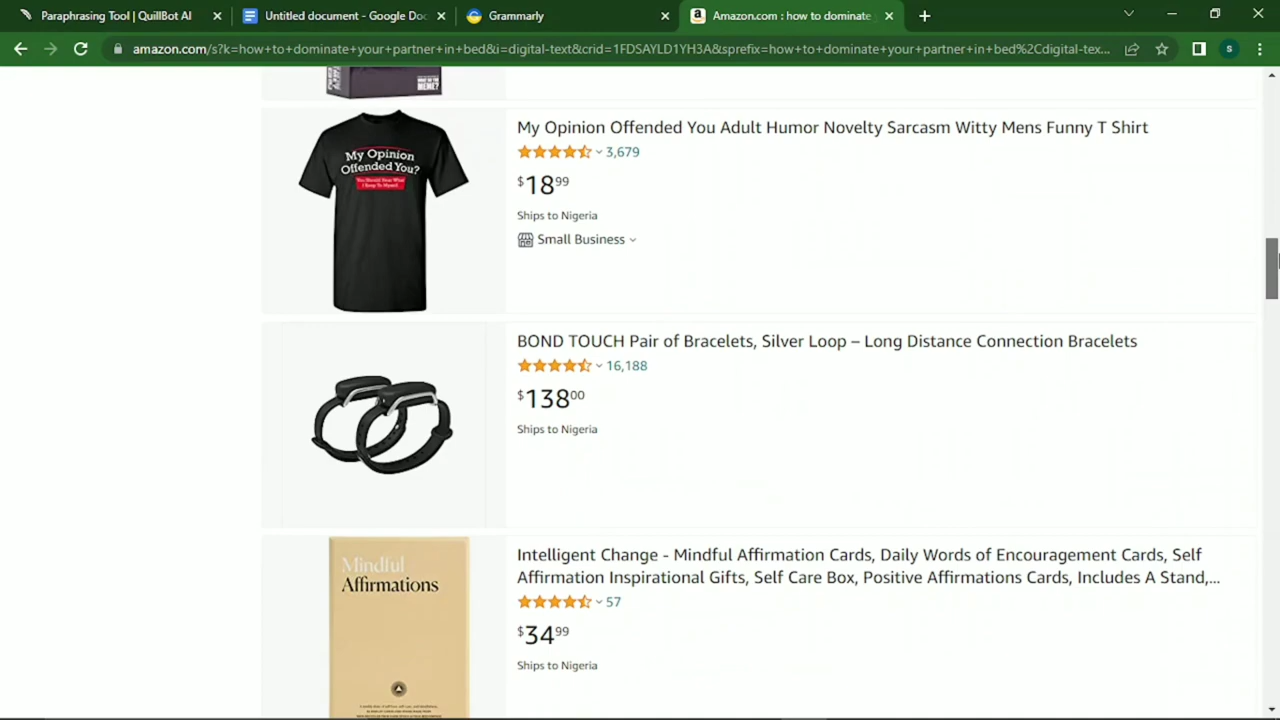 Paraphrasing Tool | QuillBot AI
Untitled document - Google Doc
Grammarly
Amazon.com : how to dominate
amazon.com/s?k=how+to+dominate+your+partner+in+bed&i=digital-text&crid=1FDSAYLD1YH3A&sprefix=how+to+dominate+your+partner+in+bed%2Cdigital-tex...
S
WHAT DO YOU
MEME?
My Opinion
Offended You?
You Should Hear What
I Keep To Myself
My Opinion Offended You Adult Humor Novelty Sarcasm Witty Mens Funny T Shirt
3,679
$18.99
Ships to Nigeria
Small Business
BOND TOUCH Pair of Bracelets, Silver Loop – Long Distance Connection Bracelets
16,188
$138.00
Ships to Nigeria
Mindful
Affirmations
Intelligent Change - Mindful Affirmation Cards, Daily Words of Encouragement Cards, Self
Affirmation Inspirational Gifts, Self Care Box, Positive Affirmations Cards, Includes A Stand,...
57
$34.99
Ships to Nigeria